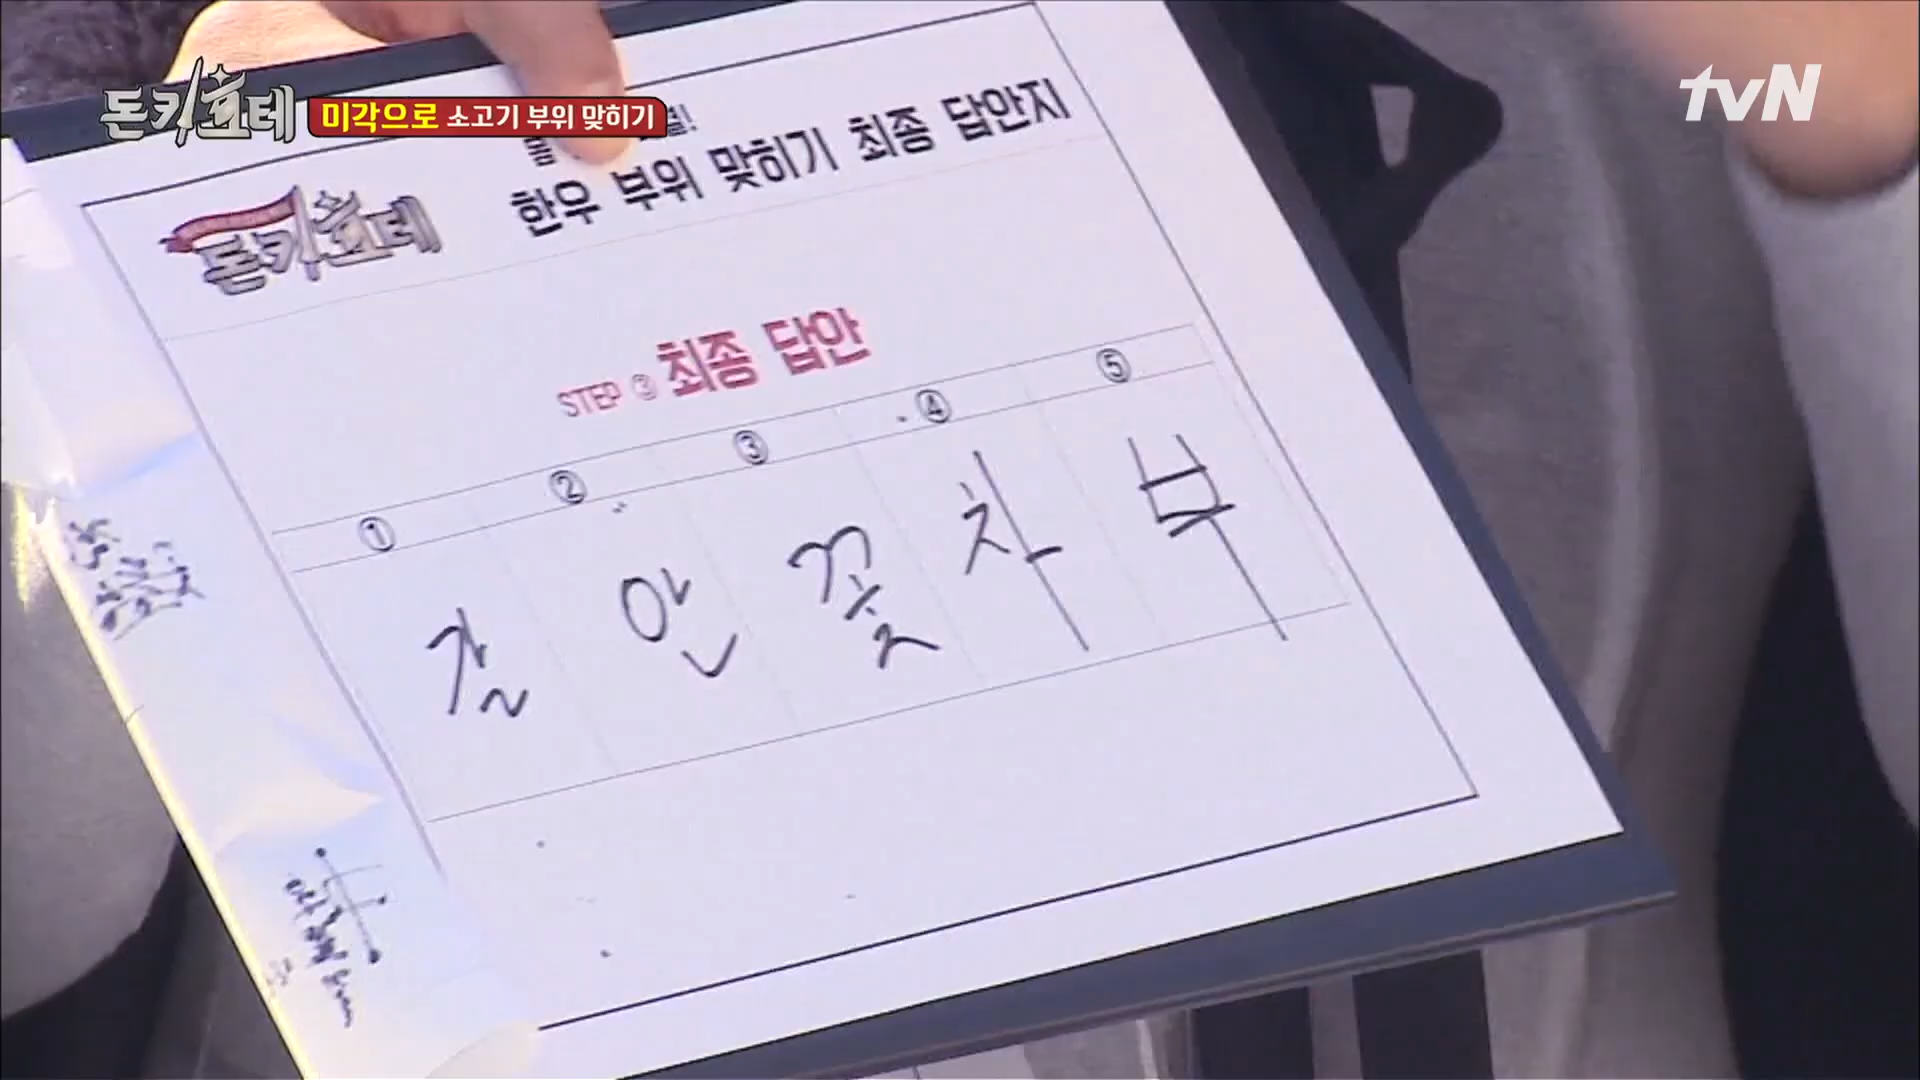 돈키호테 미각으로 소고기 부위 맞히기
tvN
한우 부위 맞히기 최종 답안지
돈키호테
STEP ③ 최종 답안
① ② ③ ④ ⑤
갈 안 꽃 차 부